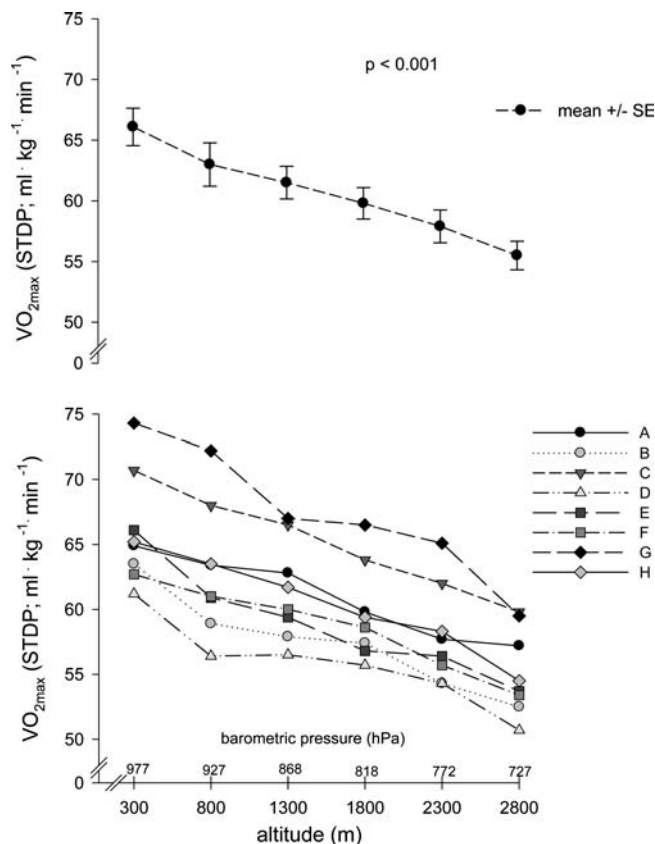 75
p < 0.001
70
mean +/- SE
65
60
55
50
0
VO2max (STDP; ml · kg-1 · min-1)
75
A
B
70
C
D
E
65
F
G
H
60
55
50
VO2max (STDP; ml · kg-1 · min-1)
barometric pressure (hPa)
0
977 927 868 818 772 727
300 800 1300 1800 2300 2800
altitude (m)